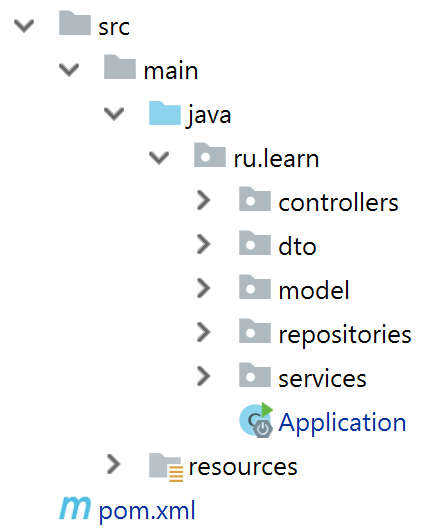 src
main
java
ru.learn
controllers
dto
model
repositories
services
Application
resources
pom.xml